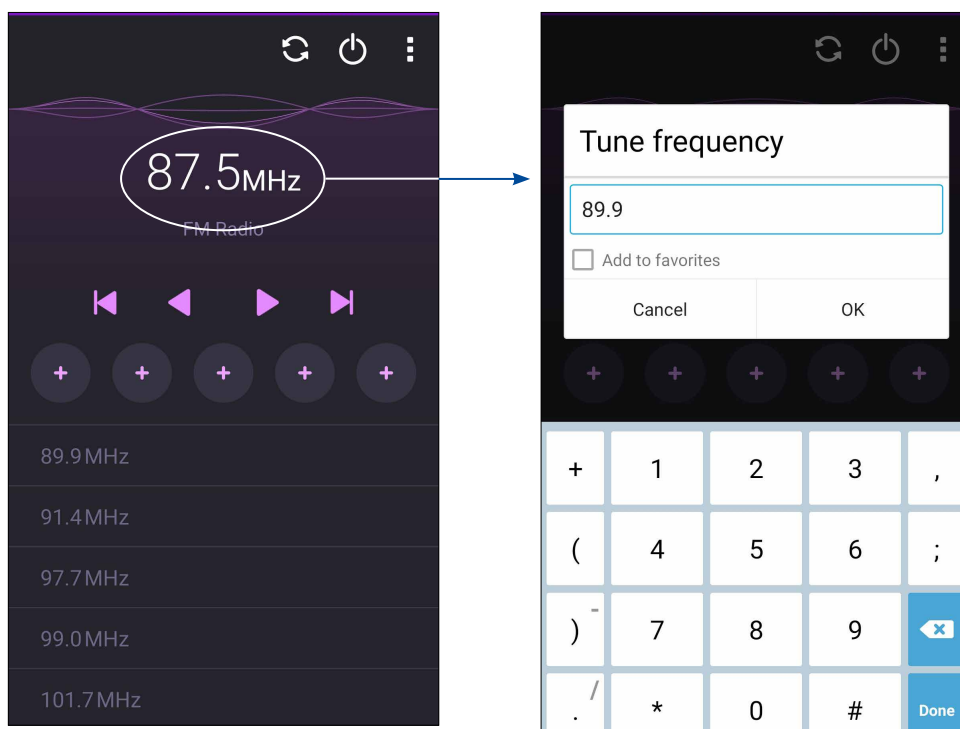 87.5MHz
FM Radio
+ + + + +
89.9MHz
91.4MHz
97.7MHz
99.0MHz
101.7MHz
Tune frequency
89.9
Add to favorites
Cancel OK
+ + + + +
+ 1 2 3 ,
( 4 5 6 ;
) - 7 8 9
. / * 0 # Done